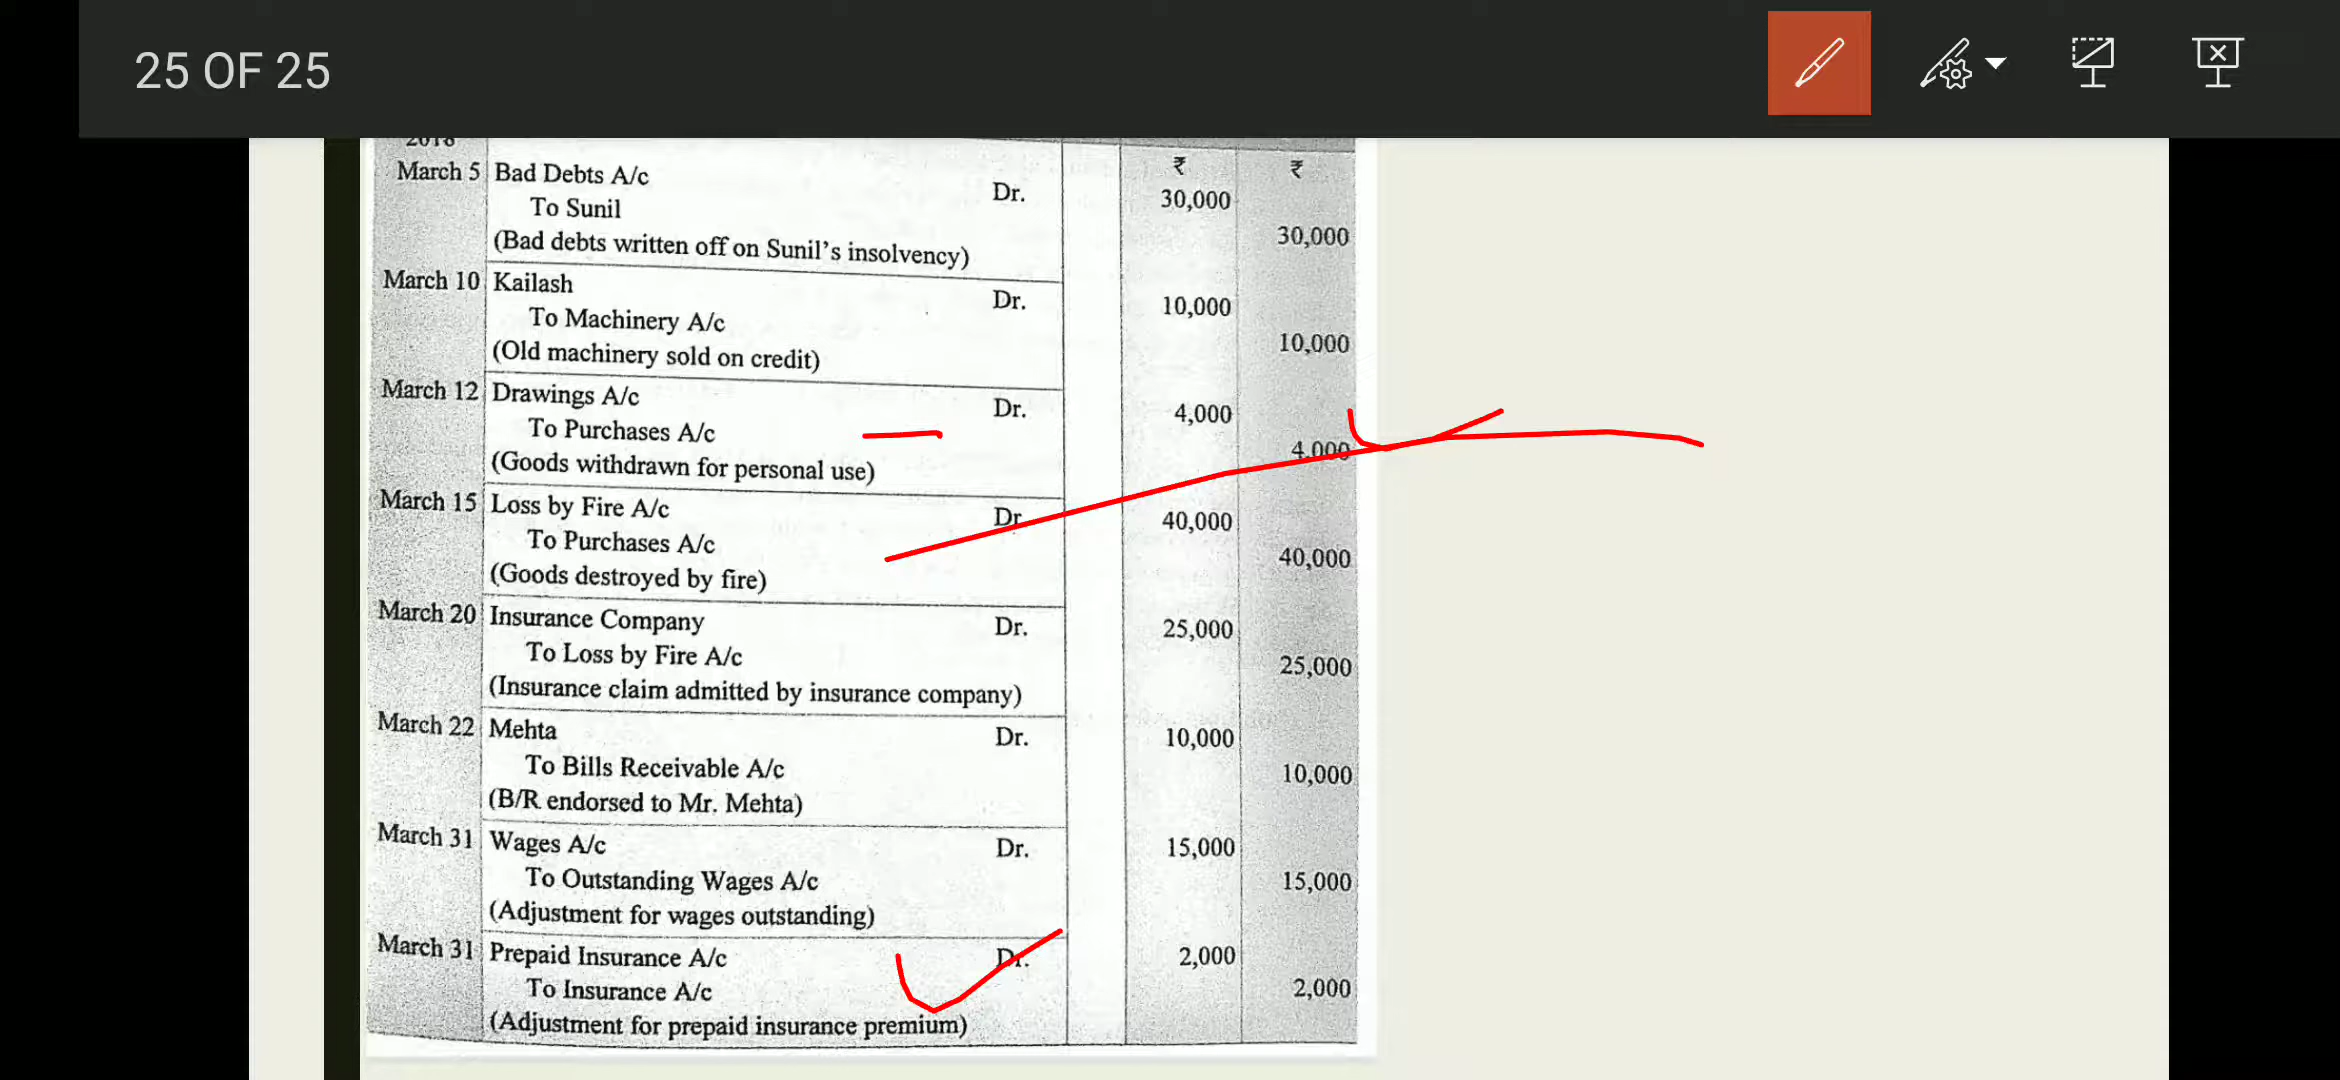 25 OF 25
2018
₹ ₹
March 5 Bad Debts A/c Dr. 30,000
To Sunil 30,000
(Bad debts written off on Sunil's insolvency)
March 10 Kailash Dr. 10,000
To Machinery A/c 10,000
(Old machinery sold on credit)
March 12 Drawings A/c Dr. 4,000
To Purchases A/c 4,000
(Goods withdrawn for personal use)
March 15 Loss by Fire A/c Dr. 40,000
To Purchases A/c 40,000
(Goods destroyed by fire)
March 20 Insurance Company Dr. 25,000
To Loss by Fire A/c 25,000
(Insurance claim admitted by insurance company)
March 22 Mehta Dr. 10,000
To Bills Receivable A/c 10,000
(B/R endorsed to Mr. Mehta)
March 31 Wages A/c Dr. 15,000
To Outstanding Wages A/c 15,000
(Adjustment for wages outstanding)
March 31 Prepaid Insurance A/c Dr. 2,000
To Insurance A/c 2,000
(Adjustment for prepaid insurance premium)